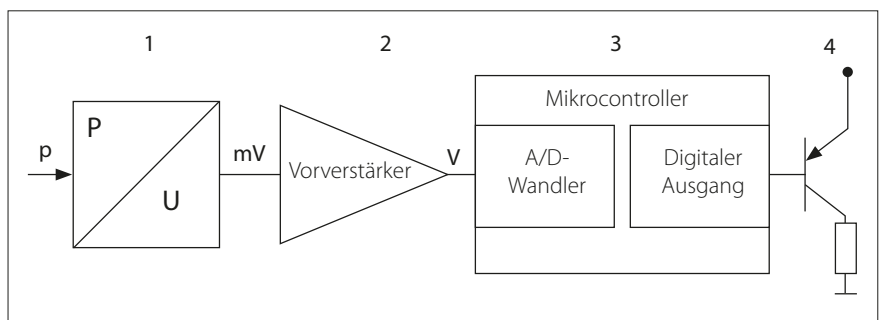 1
2
3
4
p
P
U
mV
Vorverstärker
V
Mikrocontroller
A/D-
Wandler
Digitaler
Ausgang